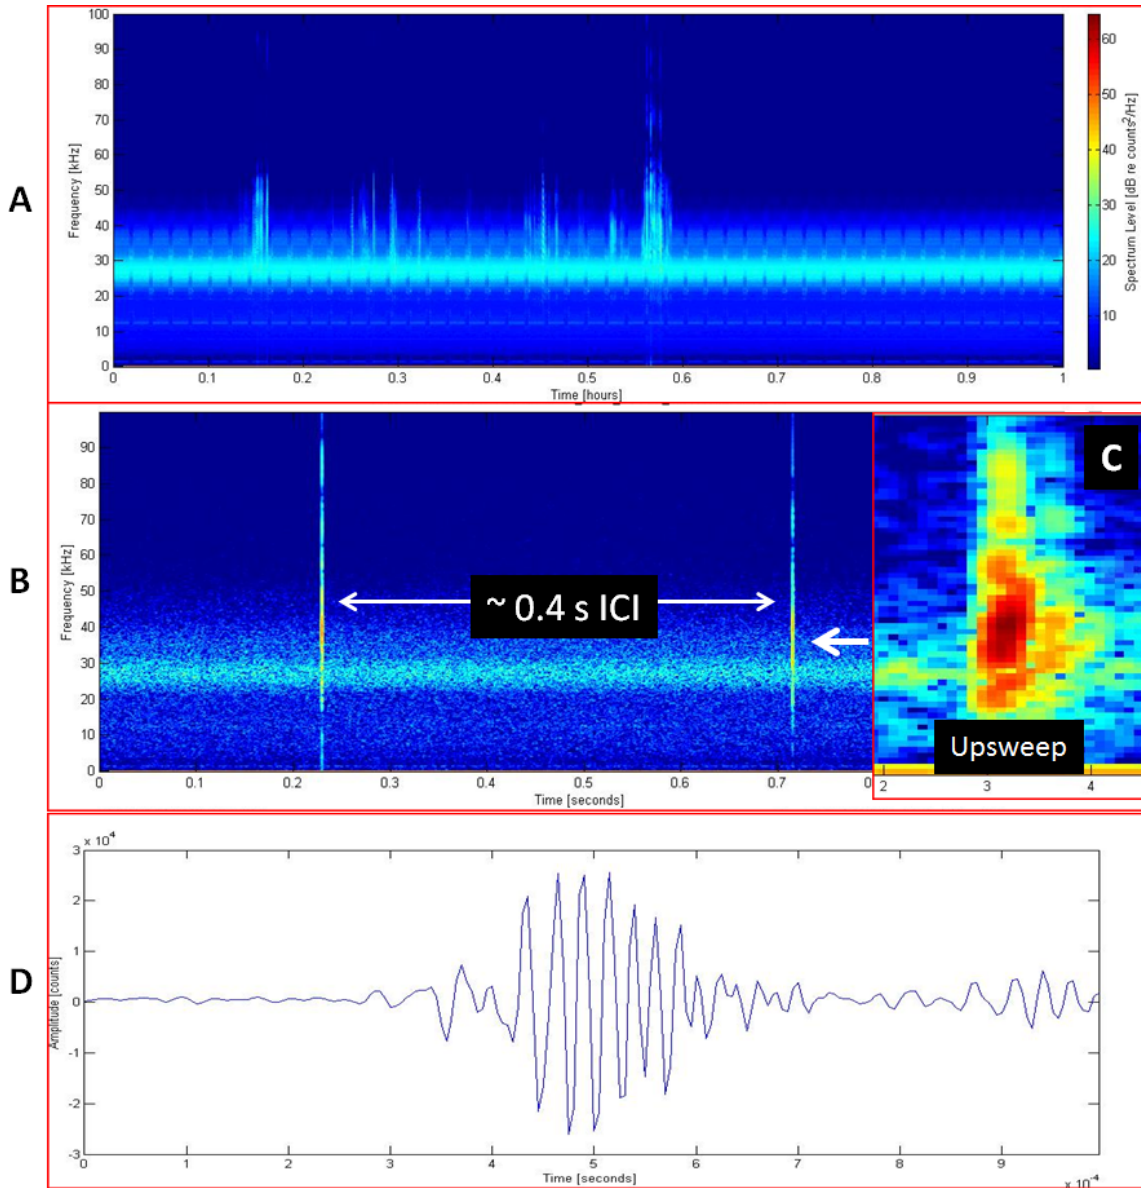 A
100
90
80
70
60
50
40
30
20
10
0
Frequency [kHz]
0 0.1 0.2 0.3 0.4 0.5 0.6 0.7 0.8 0.9 1
Time [hours]
60
50
40
30
20
10
Spectrum Level [dB re counts²/Hz]
B
90
80
70
60
50
40
30
20
10
0
Frequency [kHz]
~ 0.4 s ICI
0 0.1 0.2 0.3 0.4 0.5 0.6 0.7
Time [seconds]
C
Upsweep
2 3 4
D
x 10⁴
3
2
1
0
-1
-2
-3
Amplitude [counts]
0 1 2 3 4 5 6 7 8 9
Time [seconds]
x 10⁻⁴